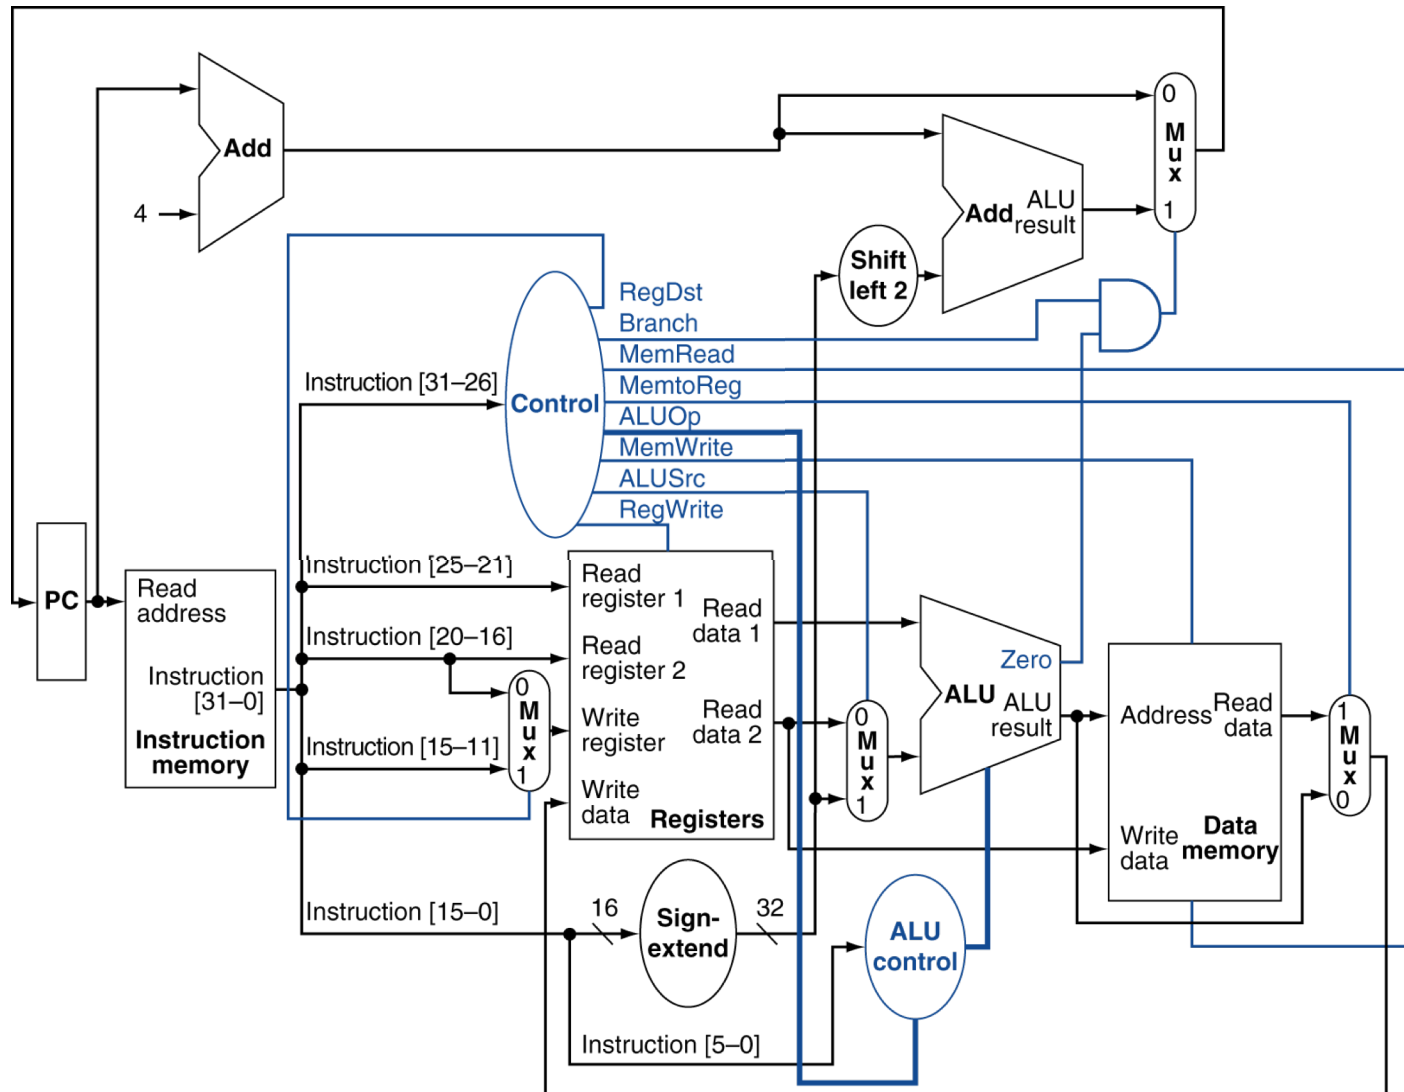 0
M
u
x
1
Add
4
Add
ALU
result
Shift
left 2
RegDst
Branch
MemRead
MemtoReg
ALUOp
MemWrite
ALUSrc
RegWrite
Control
Instruction [31–26]
Instruction [25–21]
Instruction [20–16]
Instruction [15–11]
Instruction [15–0]
Instruction [5–0]
PC
Read
address
Instruction
[31–0]
Instruction
memory
0
M
u
x
1
Read
register 1
Read
register 2
Write
register
Write
data
Read
data 1
Read
data 2
Registers
0
M
u
x
1
Zero
ALU
ALU
result
Address
Read
data
Write
data
Data
memory
1
M
u
x
0
16
Sign-
extend
32
ALU
control